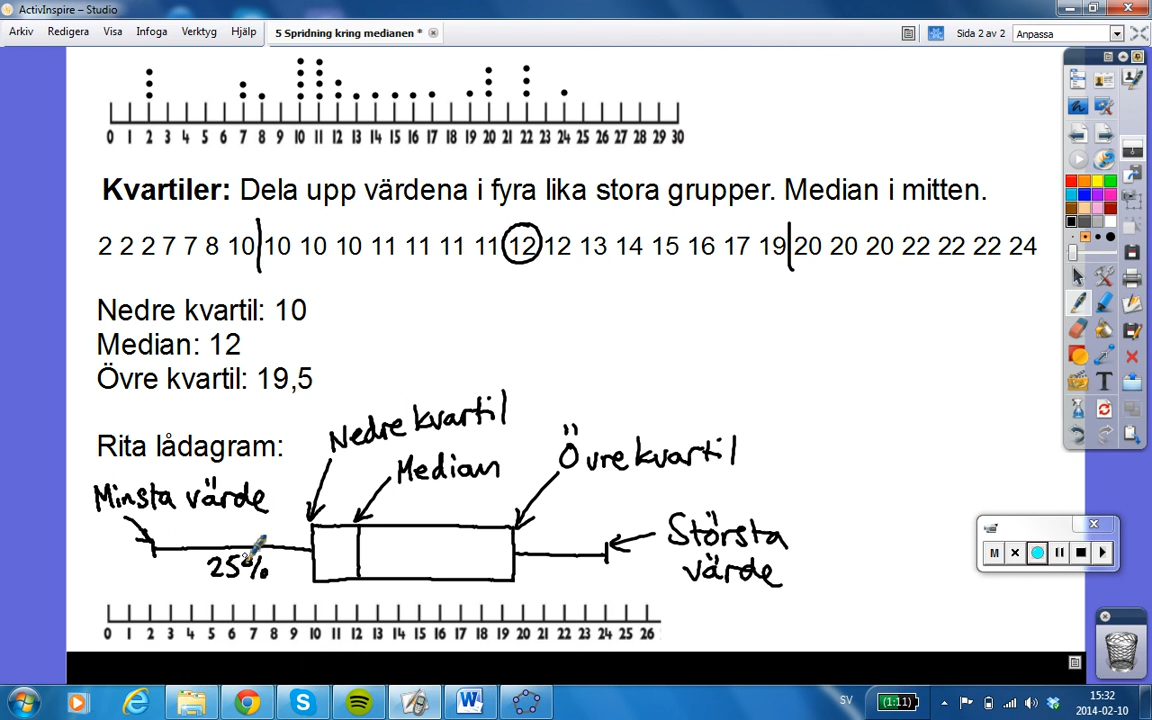 ActivInspire – Studio
Arkiv Redigera Visa Infoga Verktyg Hjälp 5 Spridning kring medianen * Sida 2 av 2 Anpassa
0 1 2 3 4 5 6 7 8 9 10 11 12 13 14 15 16 17 18 19 20 21 22 23 24 25 26 27 28 29 30
Kvartiler: Dela upp värdena i fyra lika stora grupper. Median i mitten.
2 2 2 7 7 8 10 10 10 10 11 11 11 11 12 12 13 14 15 16 17 19 20 20 20 22 22 22 24
Nedre kvartil: 10
Median: 12
Övre kvartil: 19,5
Rita lådagram:
Nedre kvartil
Median
Övre kvartil
Minsta värde
Största
värde
25%
0 1 2 3 4 5 6 7 8 9 10 11 12 13 14 15 16 17 18 19 20 21 22 23 24 25 26
M
SV (1:11) 15:32
2014-02-10